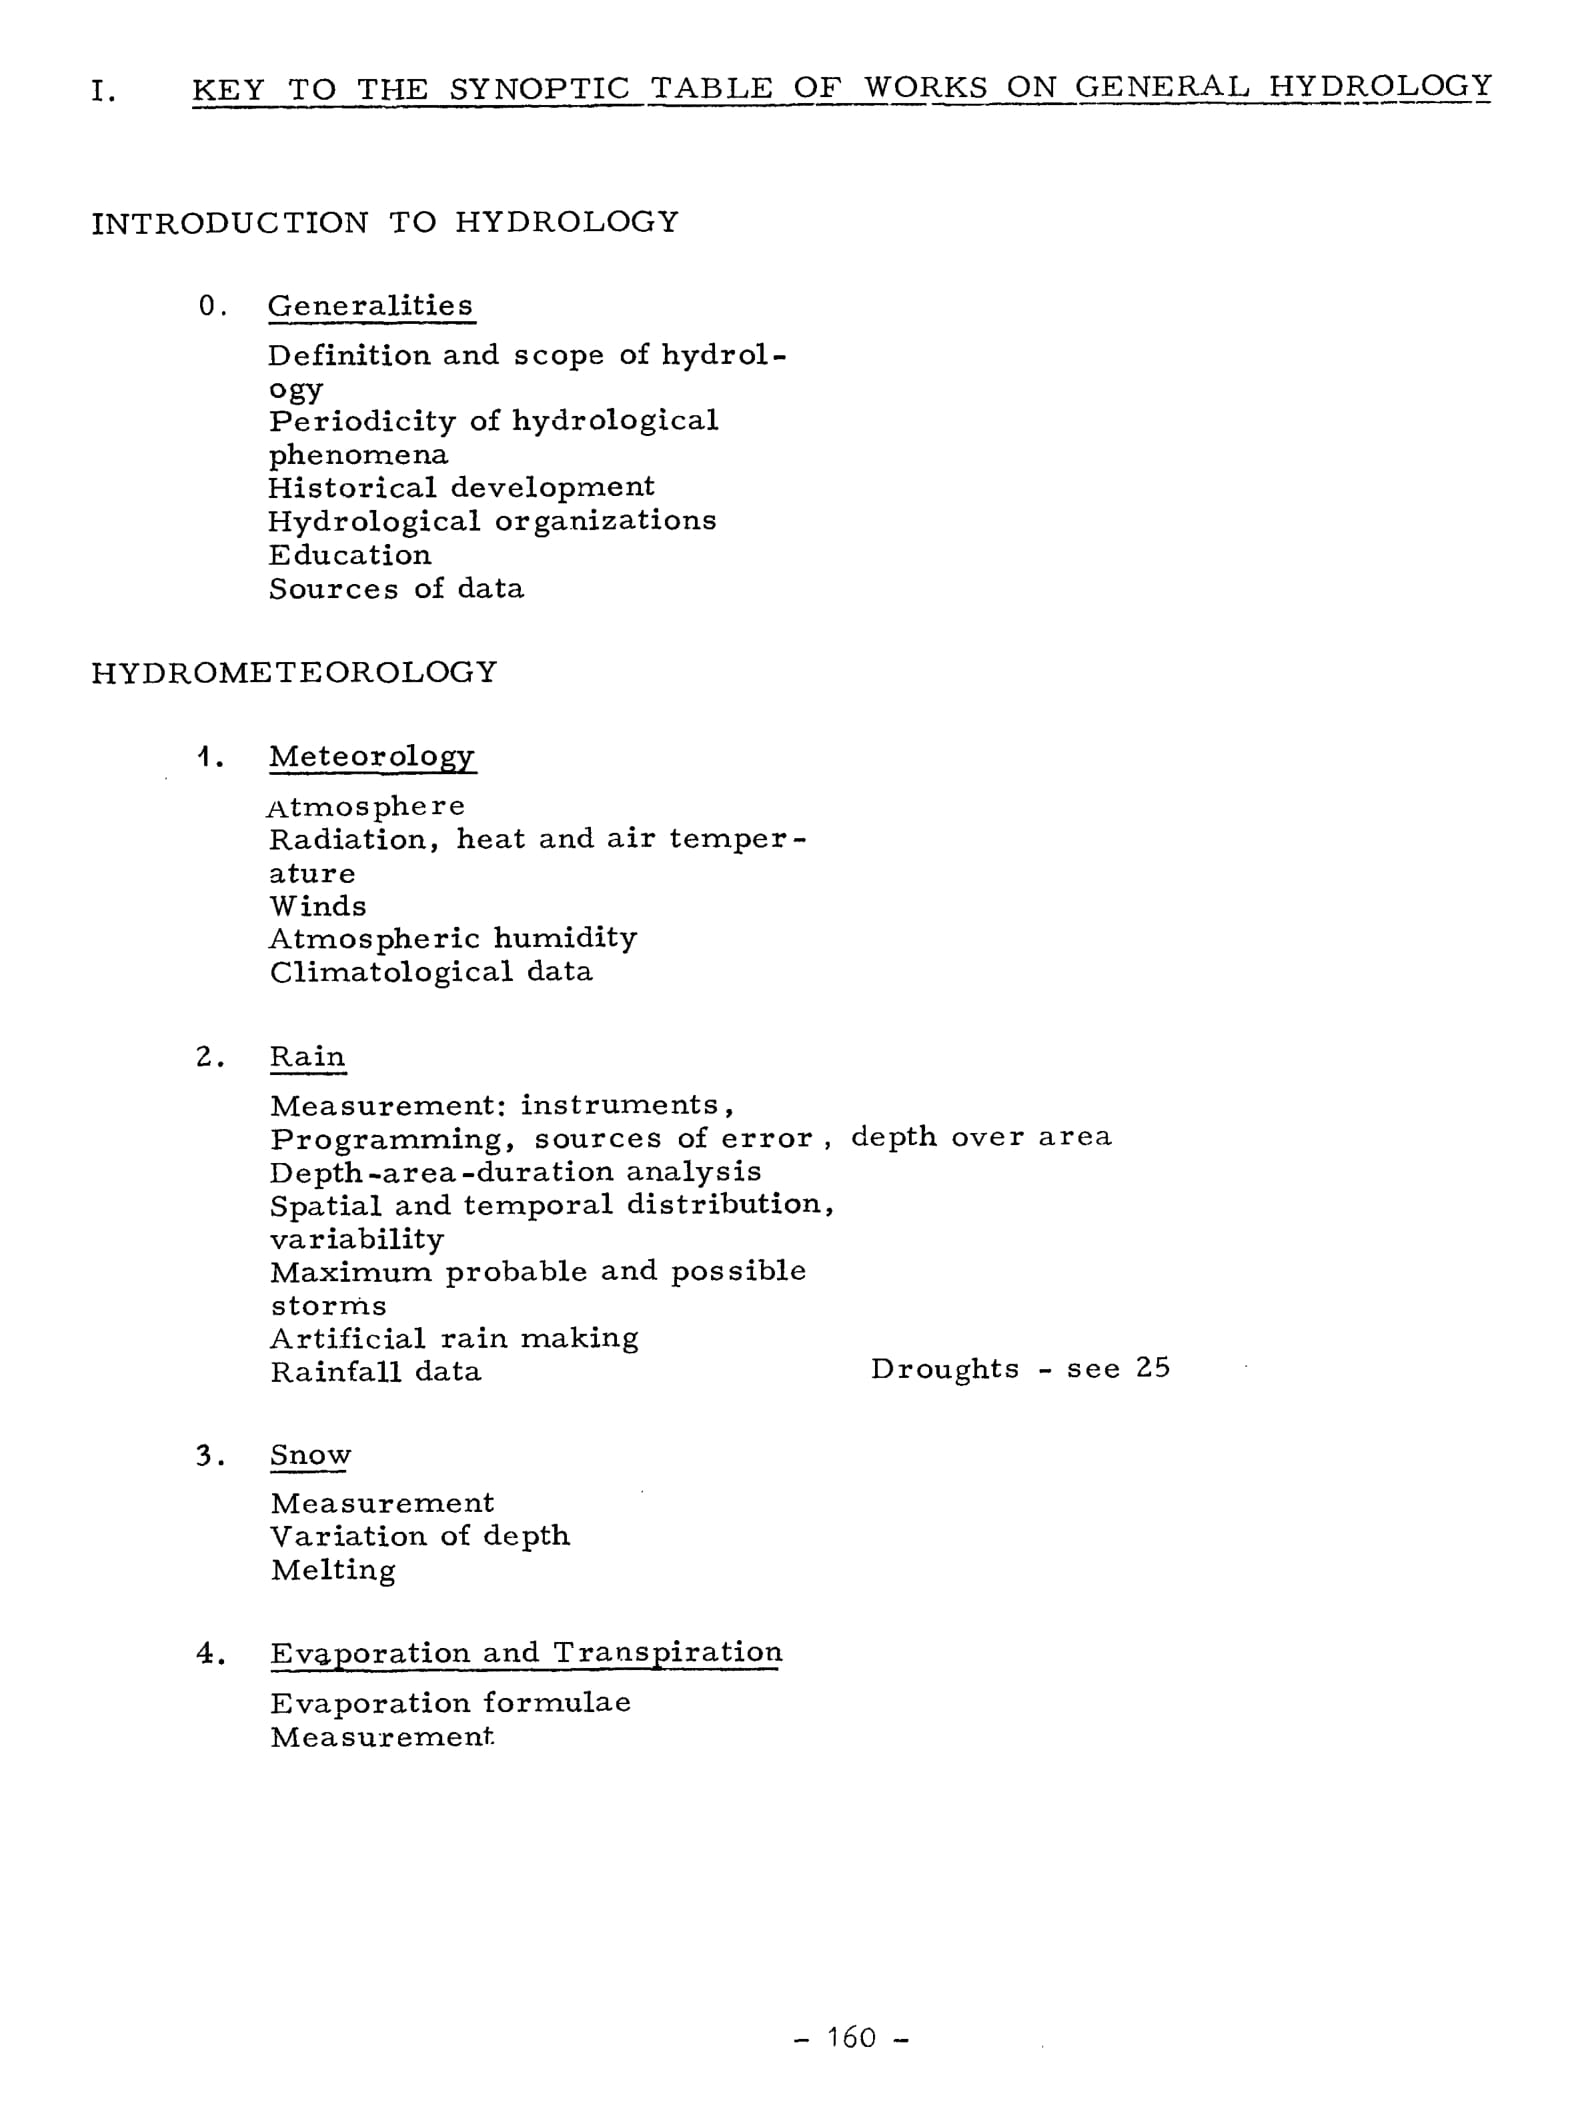 I. KEY TO THE SYNOPTIC TABLE OF WORKS ON GENERAL HYDROLOGY
INTRODUCTION TO HYDROLOGY
0. Generalities
Definition and scope of hydrol-
ogy
Periodicity of hydrological
phenomena
Historical development
Hydrological organizations
Education
Sources of data
HYDROMETEOROLOGY
1. Meteorology
Atmosphere
Radiation, heat and air temper-
ature
Winds
Atmospheric humidity
Climatological data
2. Rain
Measurement: instruments,
Programming, sources of error, depth over area
Depth-area-duration analysis
Spatial and temporal distribution,
variability
Maximum probable and possible
storms
Artificial rain making
Rainfall data Droughts - see 25
3. Snow
Measurement
Variation of depth
Melting
4. Evaporation and Transpiration
Evaporation formulae
Measurement
- 160 -